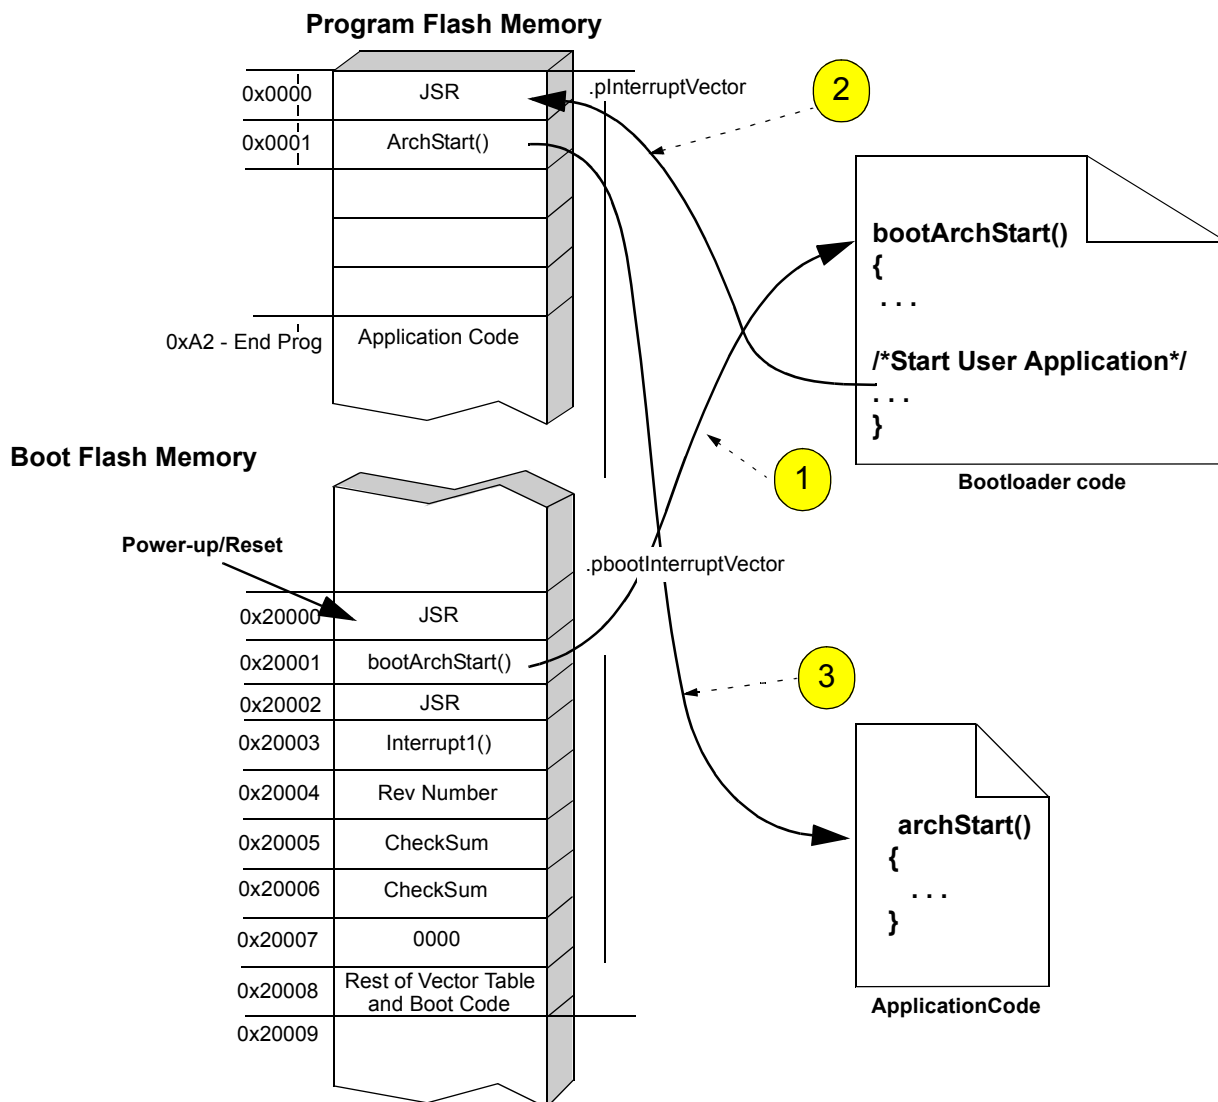 Program Flash Memory
0x0000 JSR .pInterruptVector 2
0x0001 ArchStart()
bootArchStart()
{
. . .
0xA2 - End Prog Application Code
/*Start User Application*/
. . .
}
Boot Flash Memory
1
Bootloader code
Power-up/Reset
.pbootInterruptVector
0x20000 JSR
0x20001 bootArchStart()
3
0x20002 JSR
0x20003 Interrupt1()
0x20004 Rev Number
archStart()
{
. . .
}
0x20005 CheckSum
0x20006 CheckSum
0x20007 0000
0x20008 Rest of Vector Table
and Boot Code
ApplicationCode
0x20009